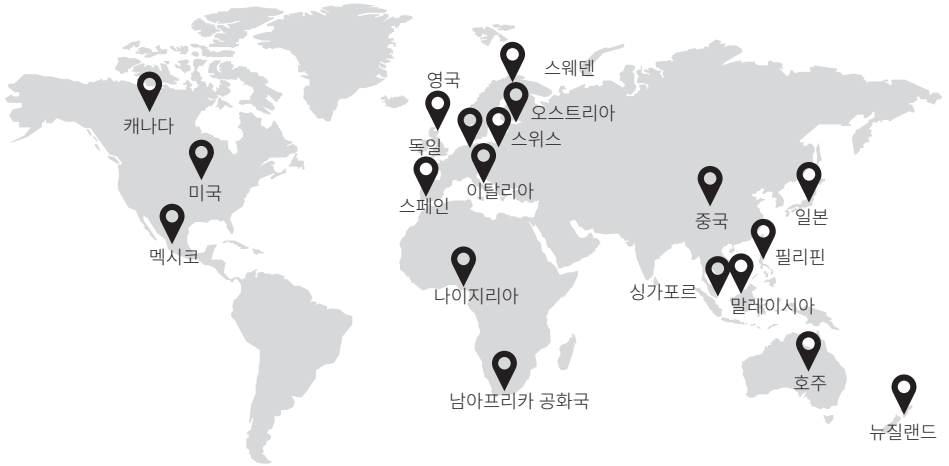 스웨덴
영국
오스트리아
캐나다
스위스
독일
미국
이탈리아
스페인
중국
일본
멕시코
필리핀
싱가포르
나이지리아
말레이시아
호주
남아프리카 공화국
뉴질랜드